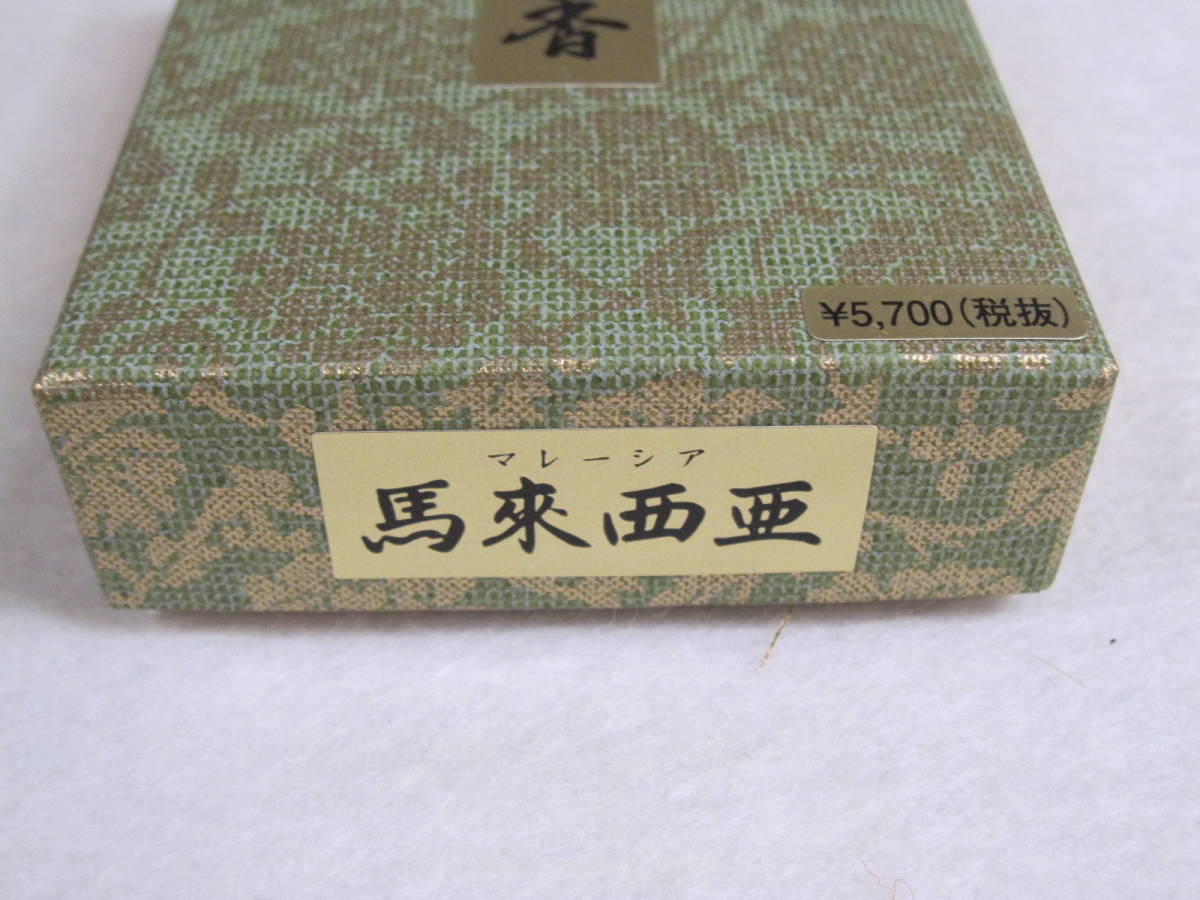 香
¥5,700(税抜)
マレーシア
馬來西亜